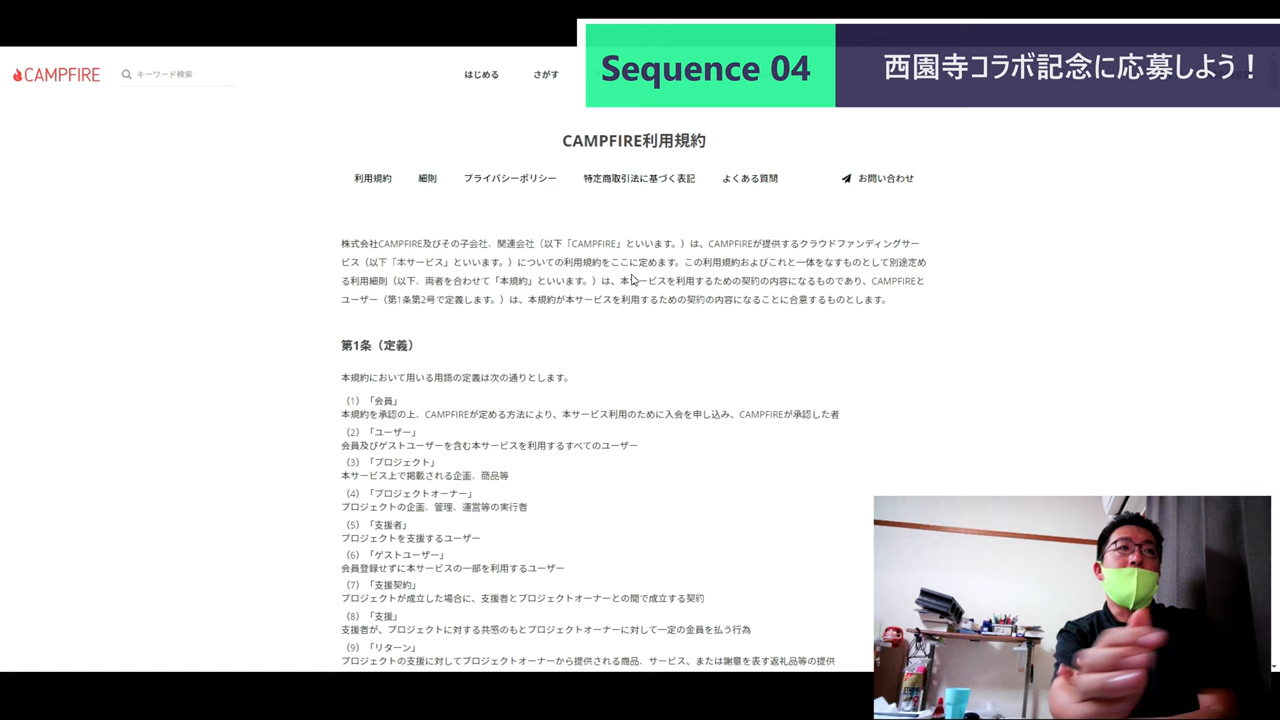 CAMPFIRE
キーワード検索
はじめる
さがす
Sequence 04
西園寺コラボ記念に応募しよう！
CAMPFIRE利用規約
利用規約
細則
プライバシーポリシー
特定商取引法に基づく表記
よくある質問
お問い合わせ
株式会社CAMPFIRE及びその子会社、関連会社（以下「CAMPFIRE」といいます。）は、CAMPFIREが提供するクラウドファンディングサー
ビス（以下「本サービス」といいます。）についての利用規約をここに定めます。この利用規約およびこれと一体をなすものとして別途定め
る利用細則（以下、両者を合わせて「本規約」といいます。）は、本サービスを利用するための契約の内容になるものであり、CAMPFIREと
ユーザー（第1条第2号で定義します。）は、本規約が本サービスを利用するための契約の内容になることに合意するものとします。
第1条（定義）
本規約において用いる用語の定義は次の通りとします。
（1）「会員」
本規約を承認の上、CAMPFIREが定める方法により、本サービス利用のために入会を申し込み、CAMPFIREが承認した者
（2）「ユーザー」
会員及びゲストユーザーを含む本サービスを利用するすべてのユーザー
（3）「プロジェクト」
本サービス上で掲載される企画、商品等
（4）「プロジェクトオーナー」
プロジェクトの企画、管理、運営等の実行者
（5）「支援者」
プロジェクトを支援するユーザー
（6）「ゲストユーザー」
会員登録せずに本サービスの一部を利用するユーザー
（7）「支援契約」
プロジェクトが成立した場合に、支援者とプロジェクトオーナーとの間で成立する契約
（8）「支援」
支援者が、プロジェクトに対する共感のもとプロジェクトオーナーに対して一定の金員を払う行為
（9）「リターン」
プロジェクトの支援に対してプロジェクトオーナーから提供される商品、サービス、または謝意を表す返礼品等の提供